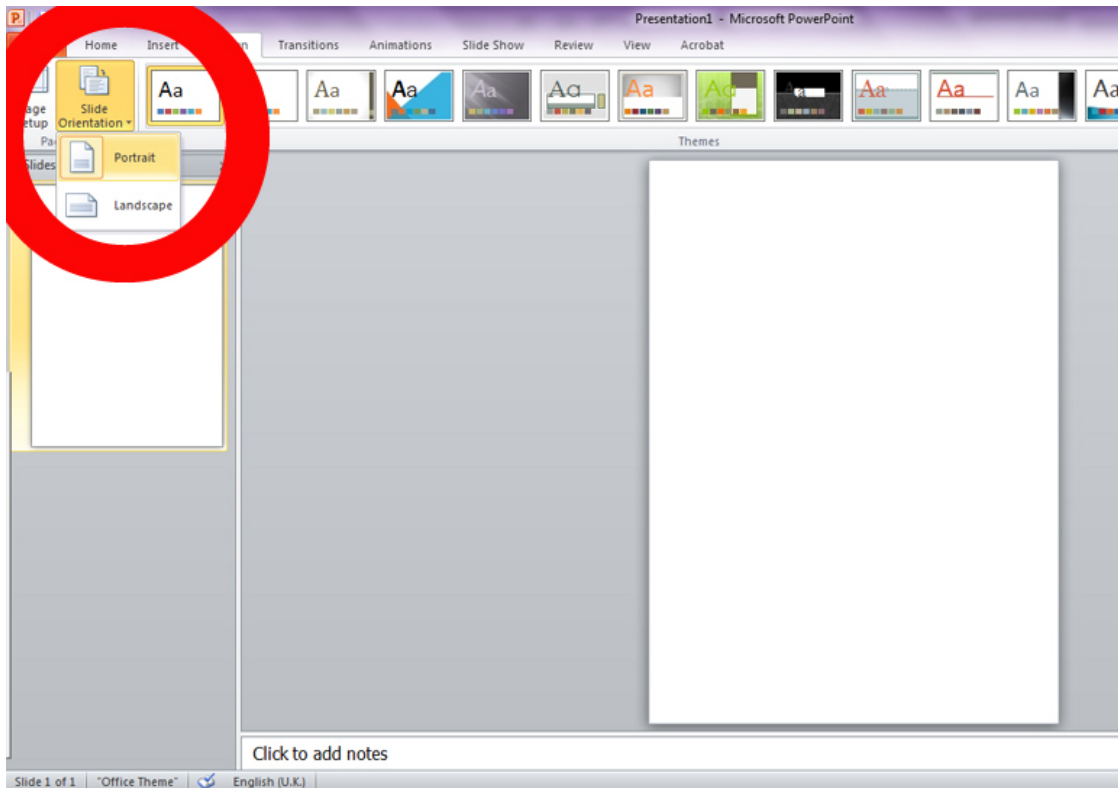 Presentation1 - Microsoft PowerPoint
Home Insert Transitions Animations Slide Show Review View Acrobat
Aa Aa Aa Aa Aa Aa Aa Aa Aa Aa Aa Aa
Slide
Orientation
Themes
Slides
Portrait
Landscape
Click to add notes
Slide 1 of 1 "Office Theme" English (U.K.)